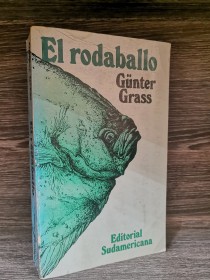 El rodaballo
Günter
Grass
Editorial
Sudamericana